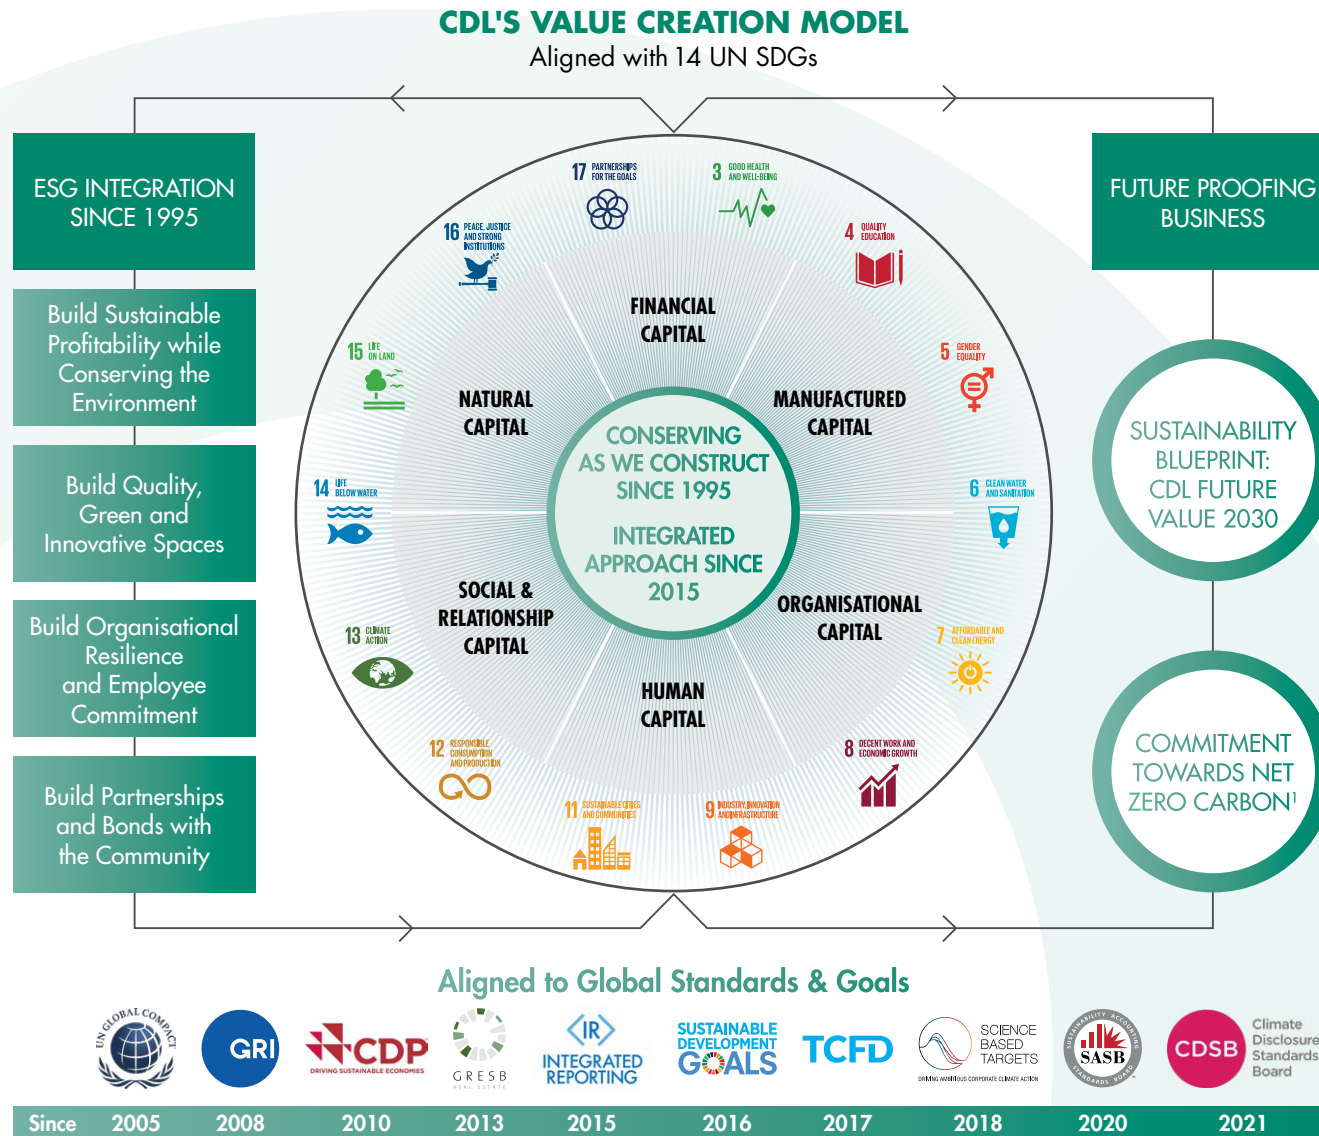 CDL'S VALUE CREATION MODEL
Aligned with 14 UN SDGs
ESG INTEGRATION
SINCE 1995
Build Sustainable
Profitability while
Conserving the
Environment
Build Quality,
Green and
Innovative Spaces
Build Organisational
Resilience
and Employee
Commitment
Build Partnerships
and Bonds with
the Community
17 PARTNERSHIPS
FOR THE GOALS
3 GOOD HEALTH
AND WELL-BEING
4 QUALITY
EDUCATION
5 GENDER
EQUALITY
6 CLEAN WATER
AND SANITATION
7 AFFORDABLE AND
CLEAN ENERGY
8 DECENT WORK AND
ECONOMIC GROWTH
9 INDUSTRY, INNOVATION
AND INFRASTRUCTURE
11 SUSTAINABLE CITIES
AND COMMUNITIES
12 RESPONSIBLE
CONSUMPTION
AND PRODUCTION
13 CLIMATE
ACTION
14 LIFE
BELOW WATER
15 LIFE
ON LAND
16 PEACE, JUSTICE
AND STRONG
INSTITUTIONS
FINANCIAL
CAPITAL
MANUFACTURED
CAPITAL
ORGANISATIONAL
CAPITAL
HUMAN
CAPITAL
SOCIAL &
RELATIONSHIP
CAPITAL
NATURAL
CAPITAL
CONSERVING
AS WE CONSTRUCT
SINCE 1995
INTEGRATED
APPROACH SINCE
2015
FUTURE PROOFING
BUSINESS
SUSTAINABILITY
BLUEPRINT:
CDL FUTURE
VALUE 2030
COMMITMENT
TOWARDS NET
ZERO CARBON¹
Aligned to Global Standards & Goals
UN GLOBAL COMPACT
GRI
CDP
DRIVING SUSTAINABLE ECONOMIES
GRESB
REAL ESTATE
<IR>
INTEGRATED
REPORTING
SUSTAINABLE
DEVELOPMENT
GOALS
TCFD
SCIENCE
BASED
TARGETS
DRIVING AMBITIOUS CORPORATE CLIMATE ACTION
SUSTAINABILITY ACCOUNTING
SASB
STANDARDS BOARD
CDSB
Climate
Disclosure
Standards
Board
Since 2005 2008 2010 2013 2015 2016 2017 2018 2020 2021